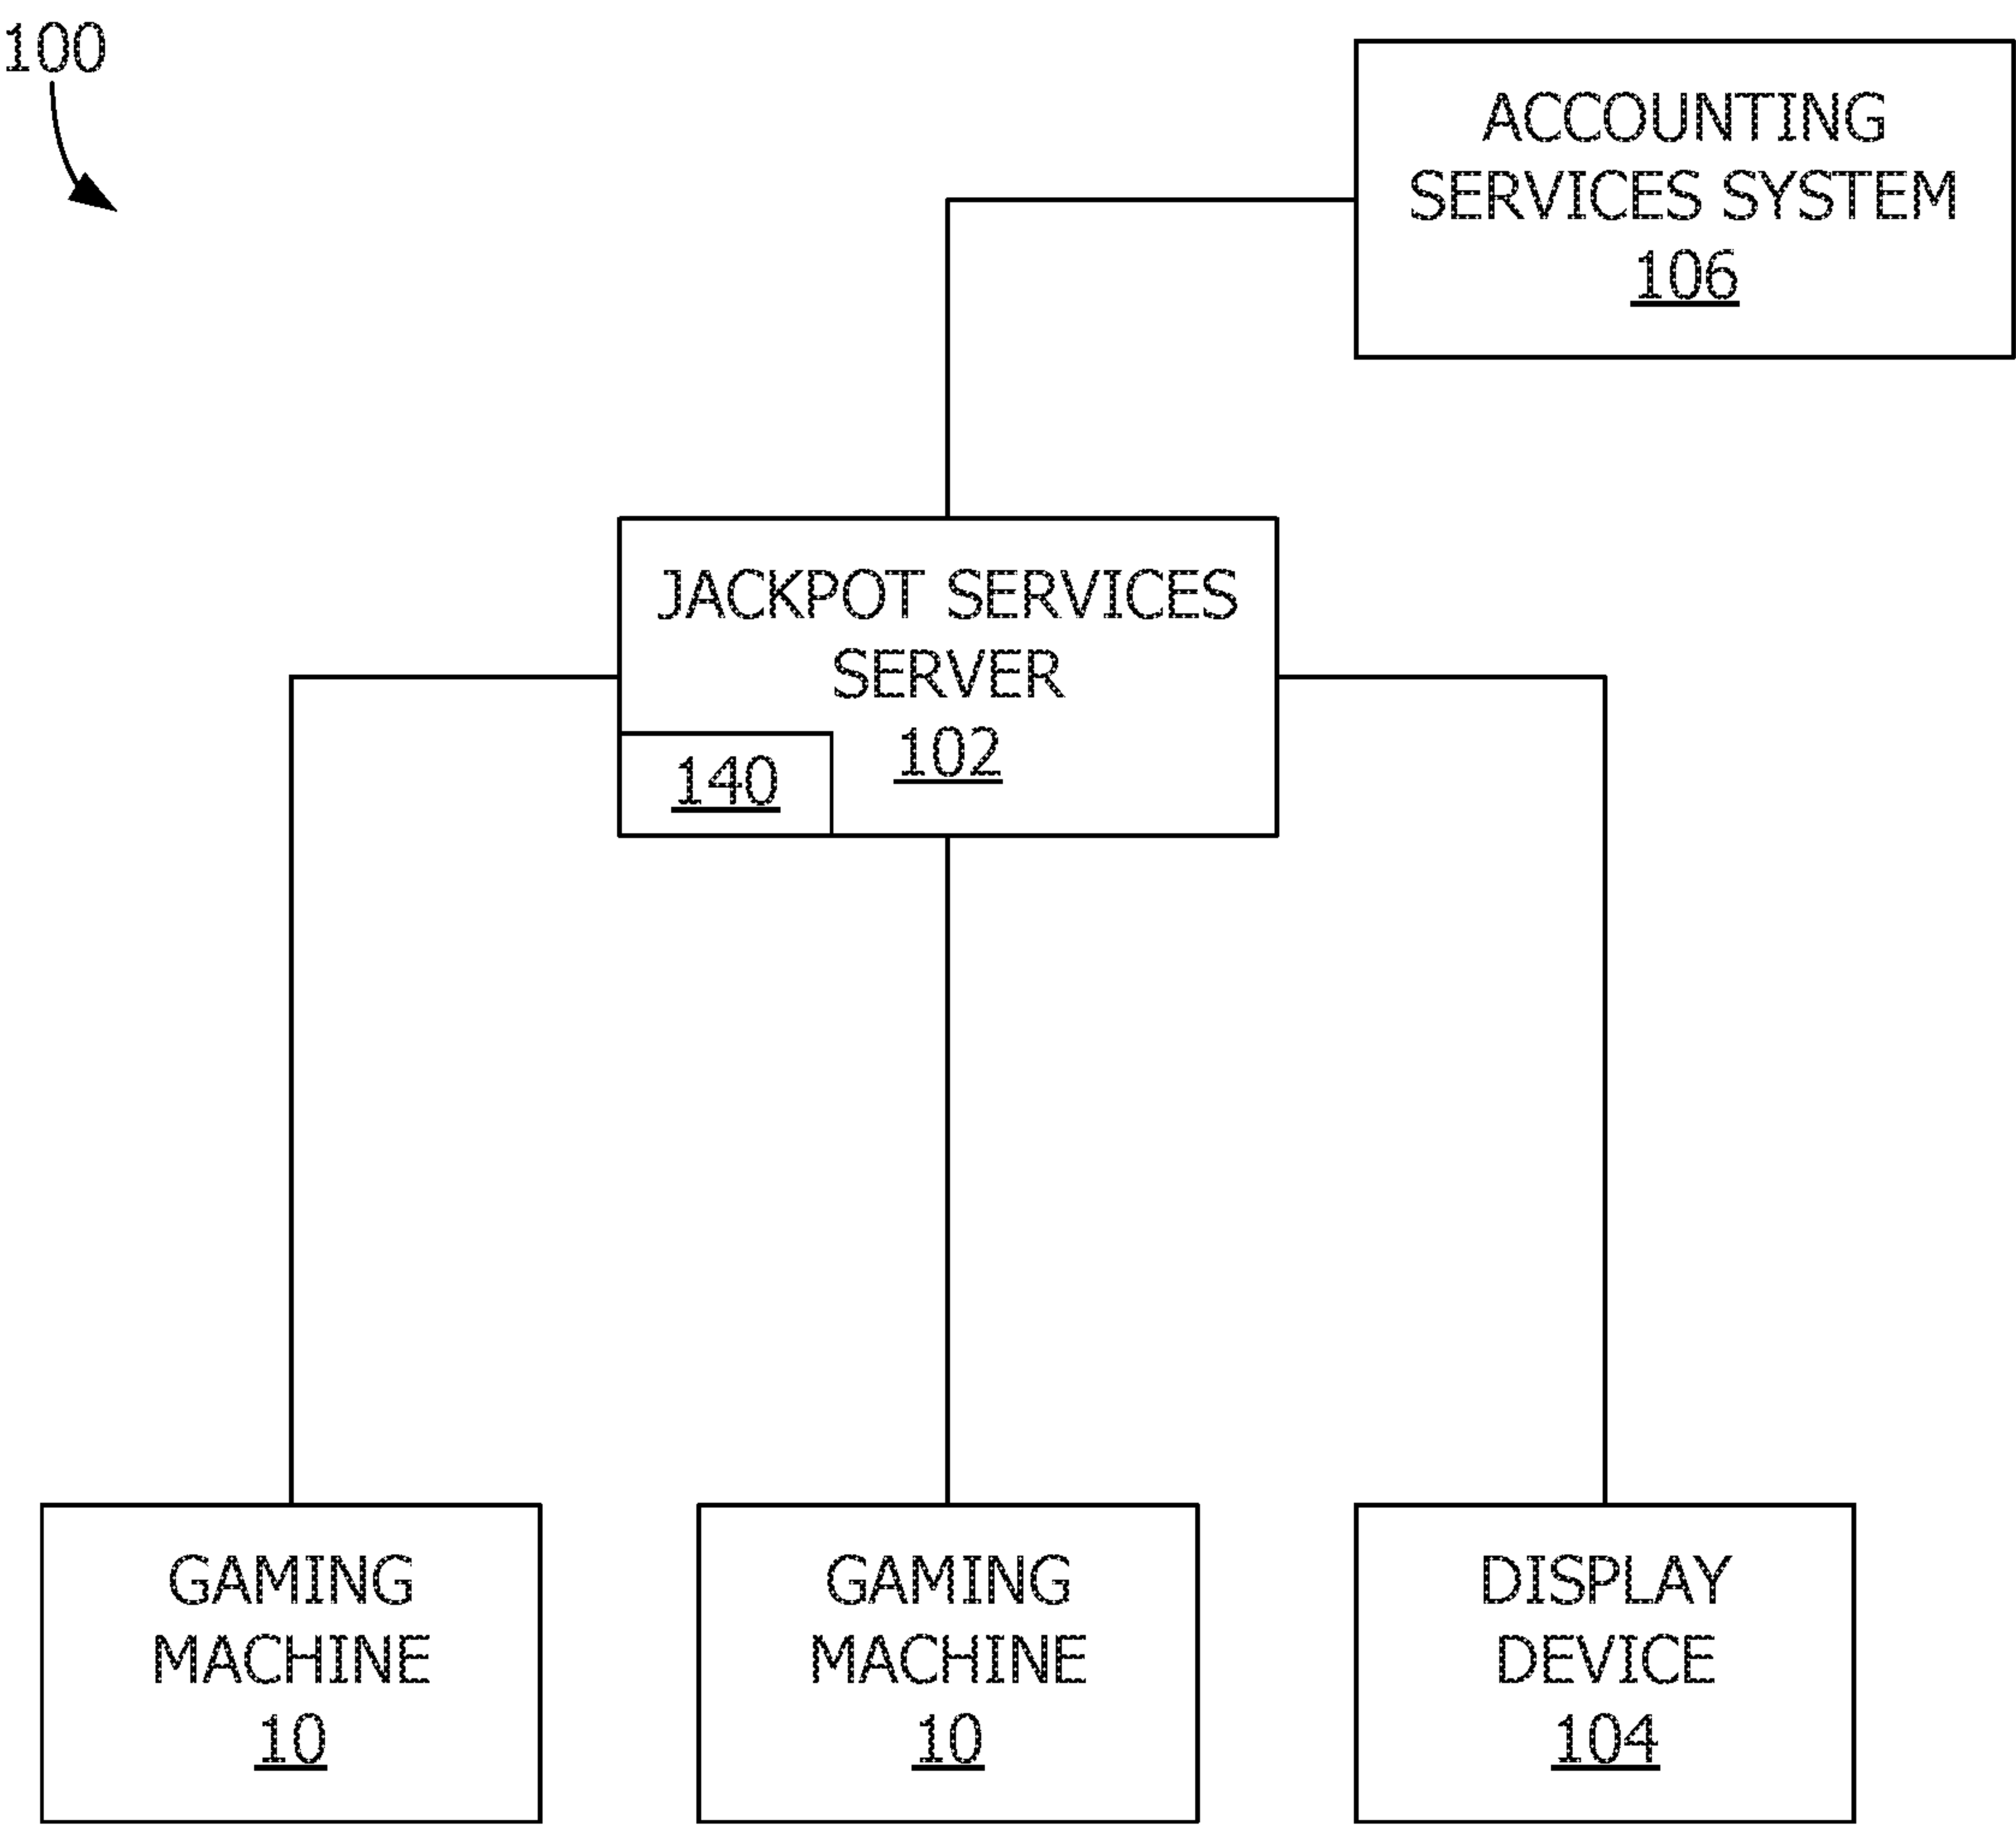 100
ACCOUNTING
SERVICES SYSTEM
106
JACKPOT SERVICES
SERVER
102
140
GAMING
MACHINE
10
GAMING
MACHINE
10
DISPLAY
DEVICE
104